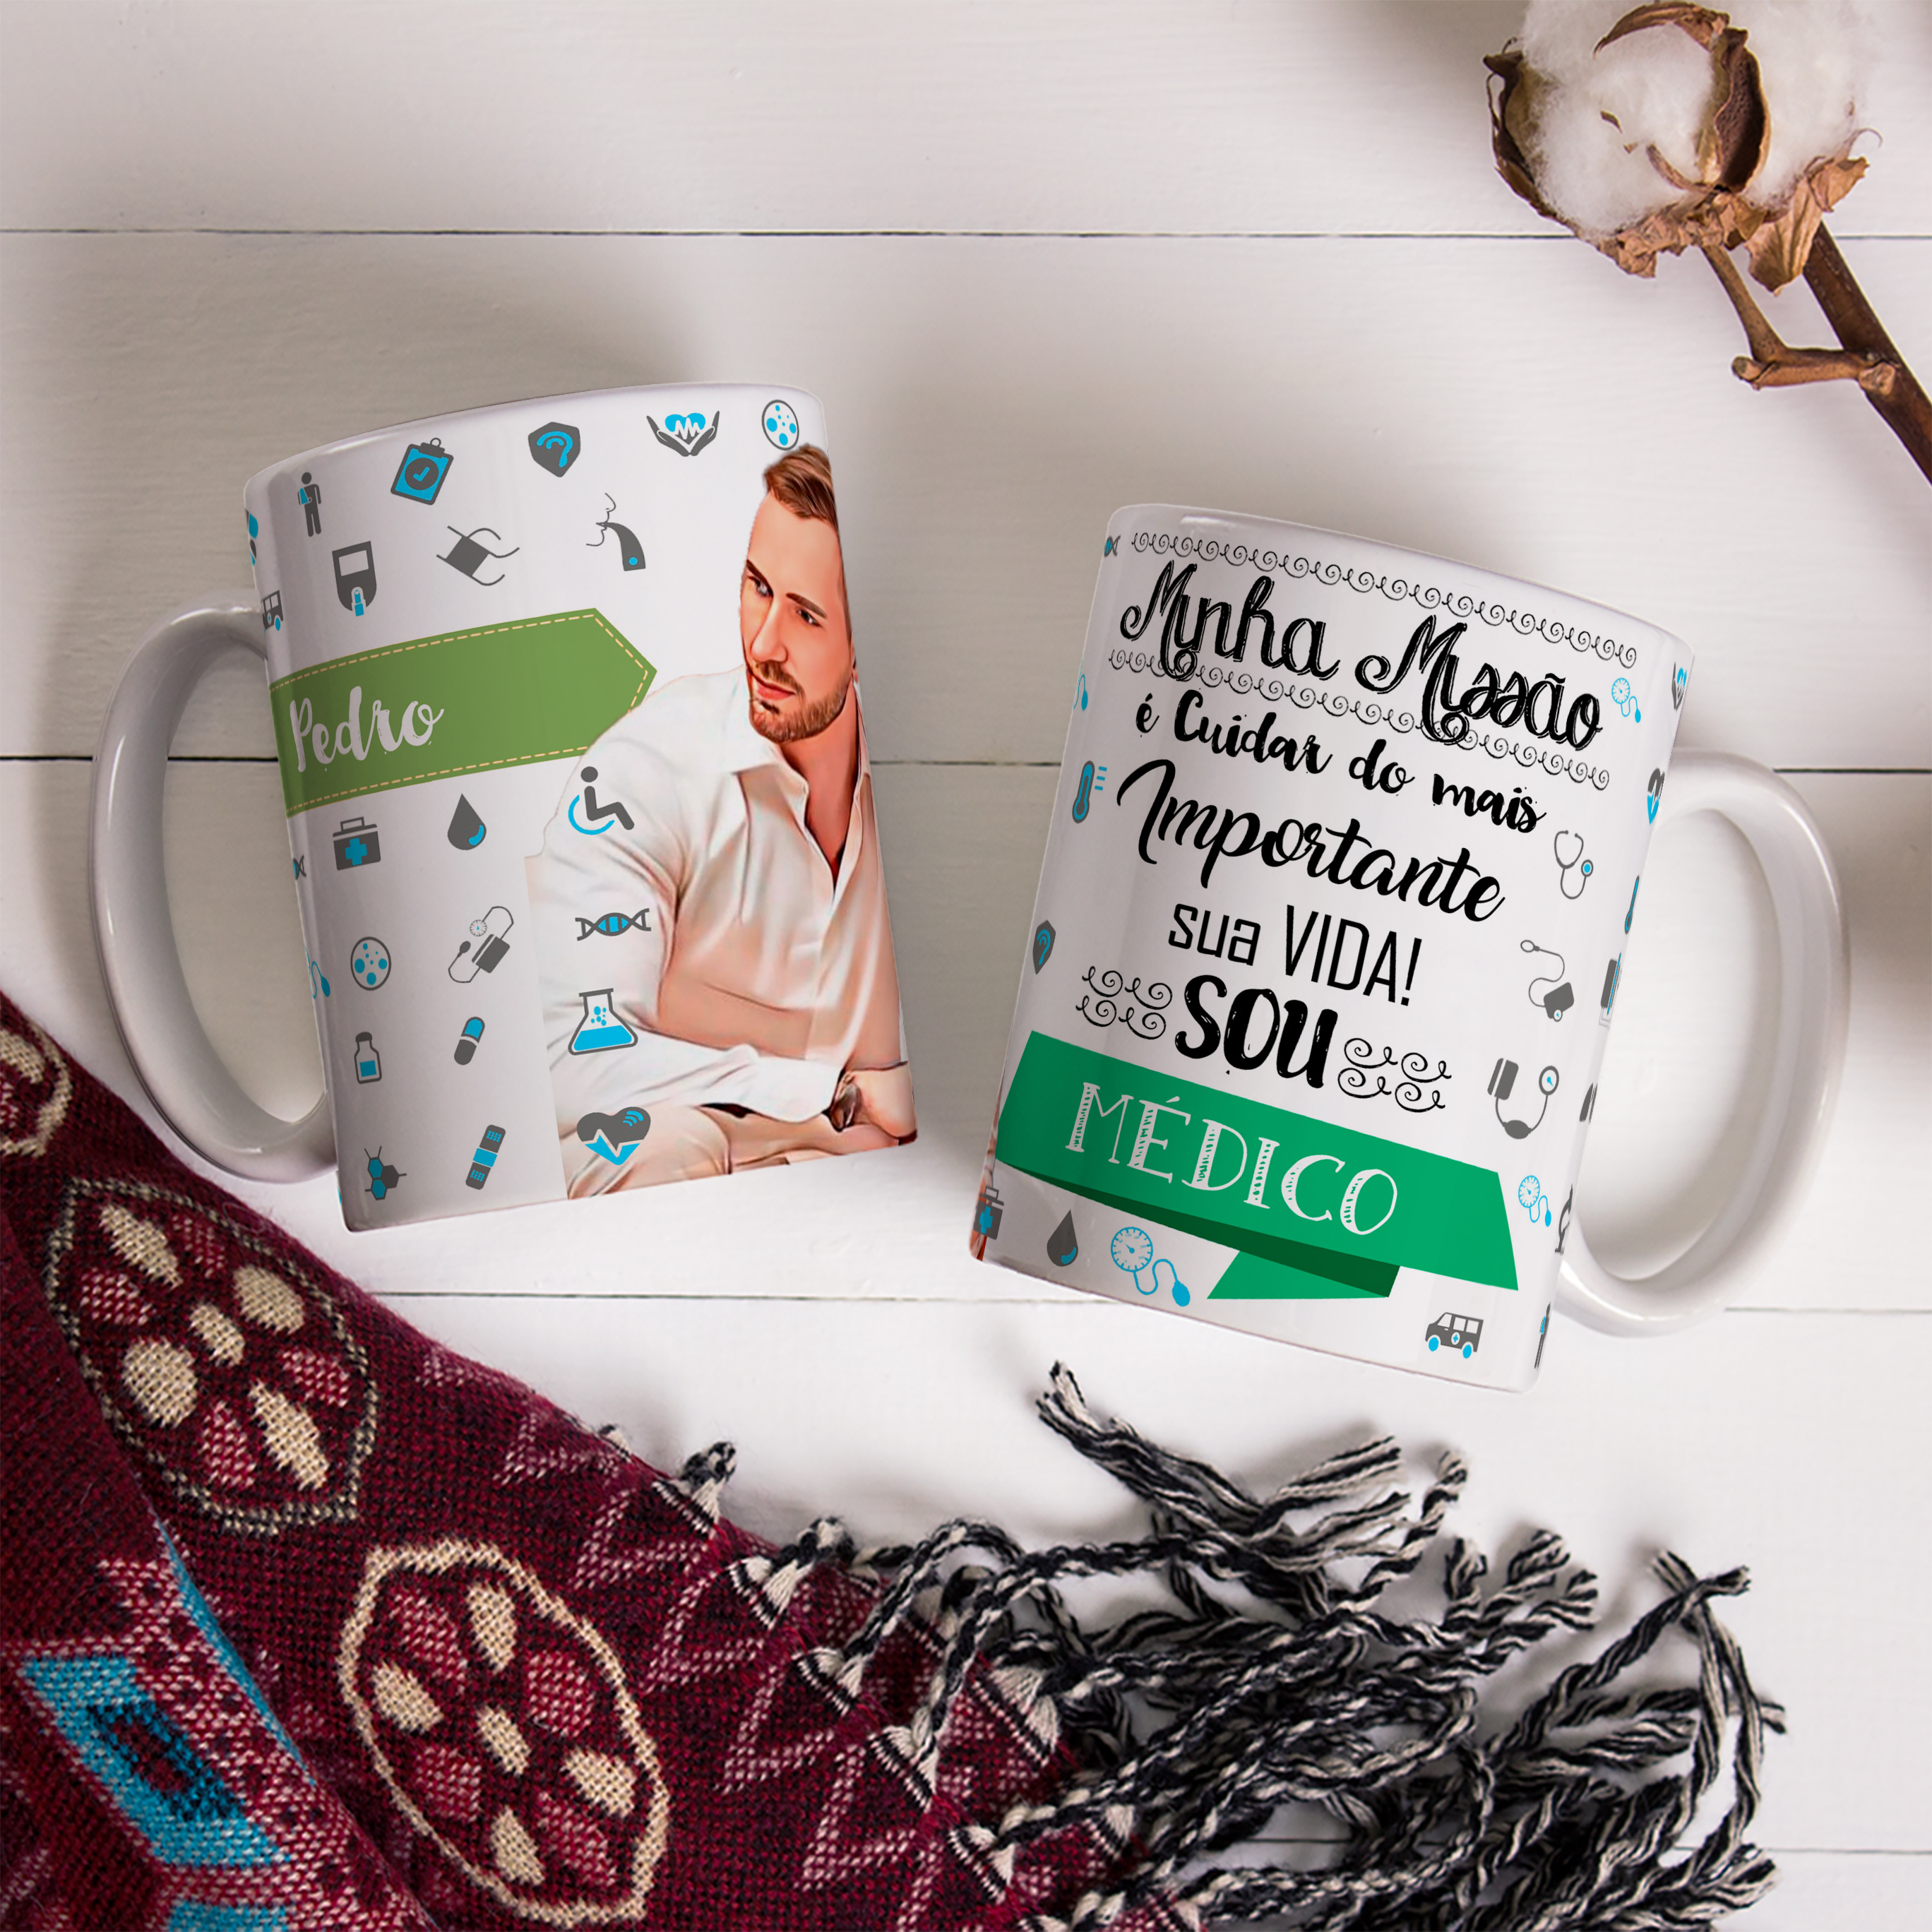 Pedro
Minha Missão
é Cuidar do mais
Importante
sua VIDA!
SOU
MÉDICO